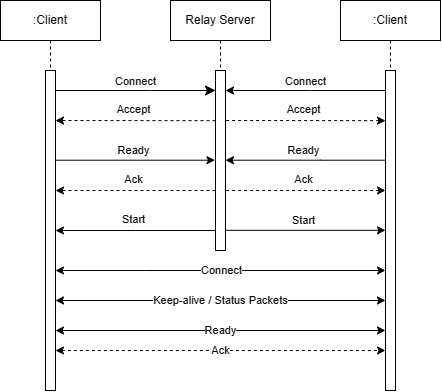 :Client Relay Server :Client
Connect Connect
Accept Accept
Ready Ready
Ack Ack
Start Start
Connect
Keep-alive / Status Packets
Ready
Ack